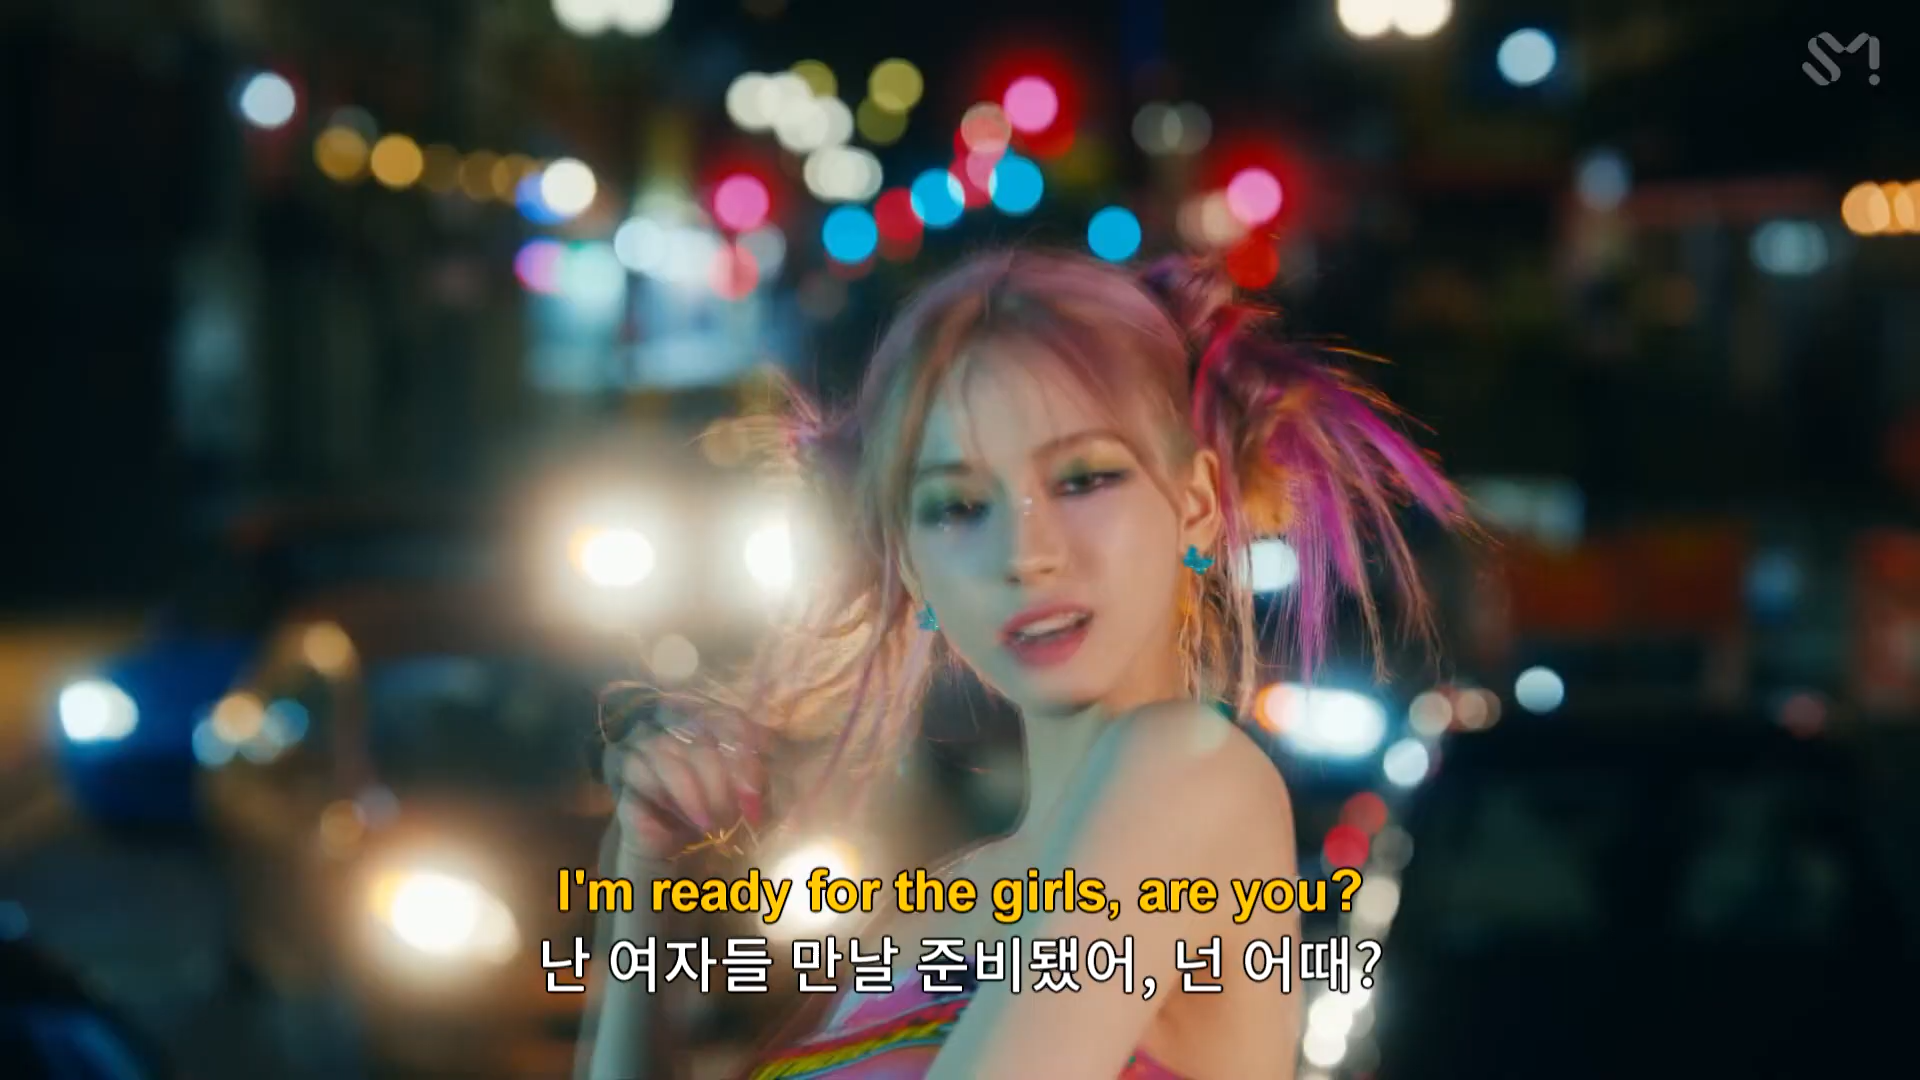 SM
I'm ready for the girls, are you?
난 여자들 만날 준비됐어, 넌 어때?